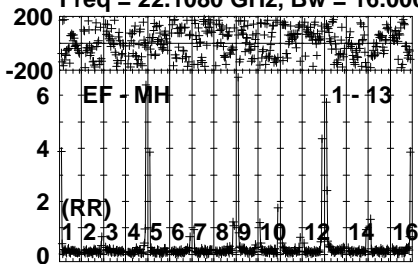 Freq = 22.1080 GHz, Bw = 16.000
200
-200
6
EF - MH 1 - 13
4
2
(RR)
1 2 3 4 5 6 7 8 9 10 12 14 16
0